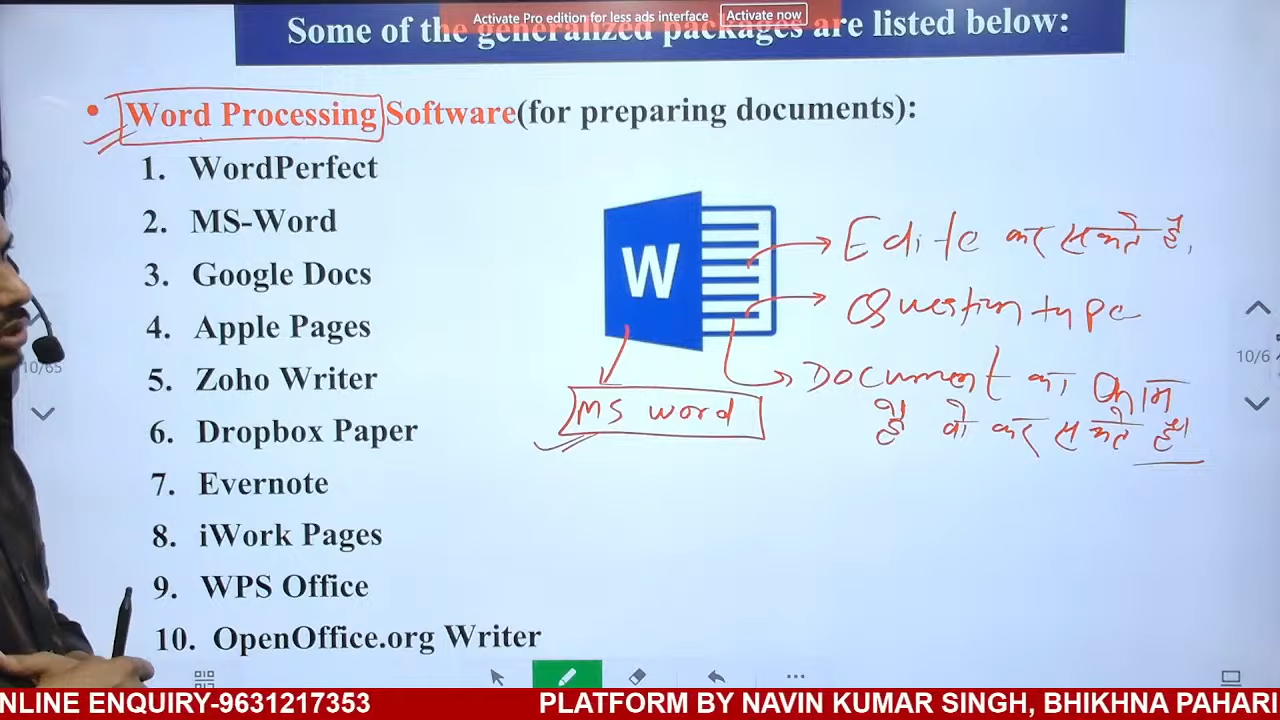 Activate Pro edition for less ads interface Activate now
Some of the generalized packages are listed below:
• Word Processing Software(for preparing documents):
1. WordPerfect
2. MS-Word
3. Google Docs
4. Apple Pages
5. Zoho Writer
6. Dropbox Paper
7. Evernote
8. iWork Pages
9. WPS Office
10. OpenOffice.org Writer
W
MS word
Edite कर सकते है,
Question type
Document का काम
है वो कर सकते है।
10/65
10/6
NLINE ENQUIRY-9631217353 PLATFORM BY NAVIN KUMAR SINGH, BHIKHNA PAHARI